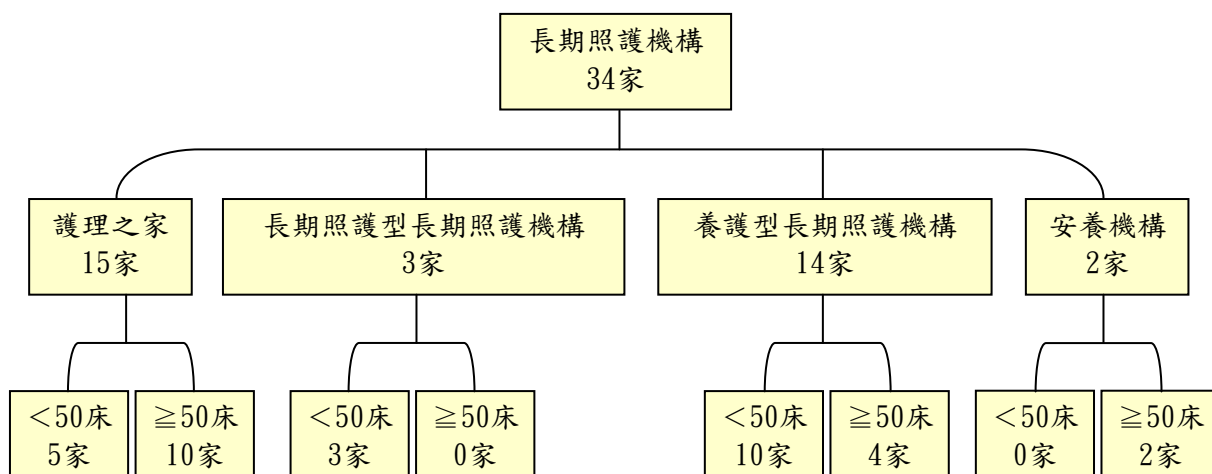 長期照護機構
34家
護理之家
15家
長期照護型長期照護機構
3家
養護型長期照護機構
14家
安養機構
2家
<50床
5家
≧50床
10家
<50床
3家
≧50床
0家
<50床
10家
≧50床
4家
<50床
0家
≧50床
2家